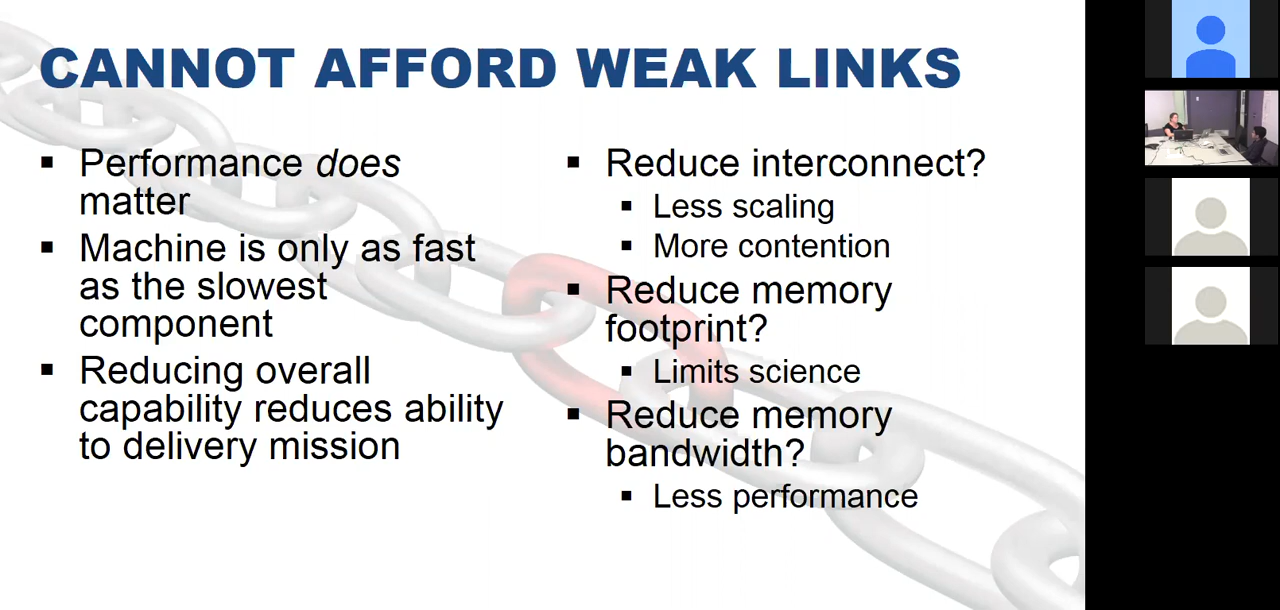 CANNOT AFFORD WEAK LINKS
▪ Performance does
matter
▪ Machine is only as fast
as the slowest
component
▪ Reducing overall
capability reduces ability
to delivery mission
▪ Reduce interconnect?
▪ Less scaling
▪ More contention
▪ Reduce memory
footprint?
▪ Limits science
▪ Reduce memory
bandwidth?
▪ Less performance